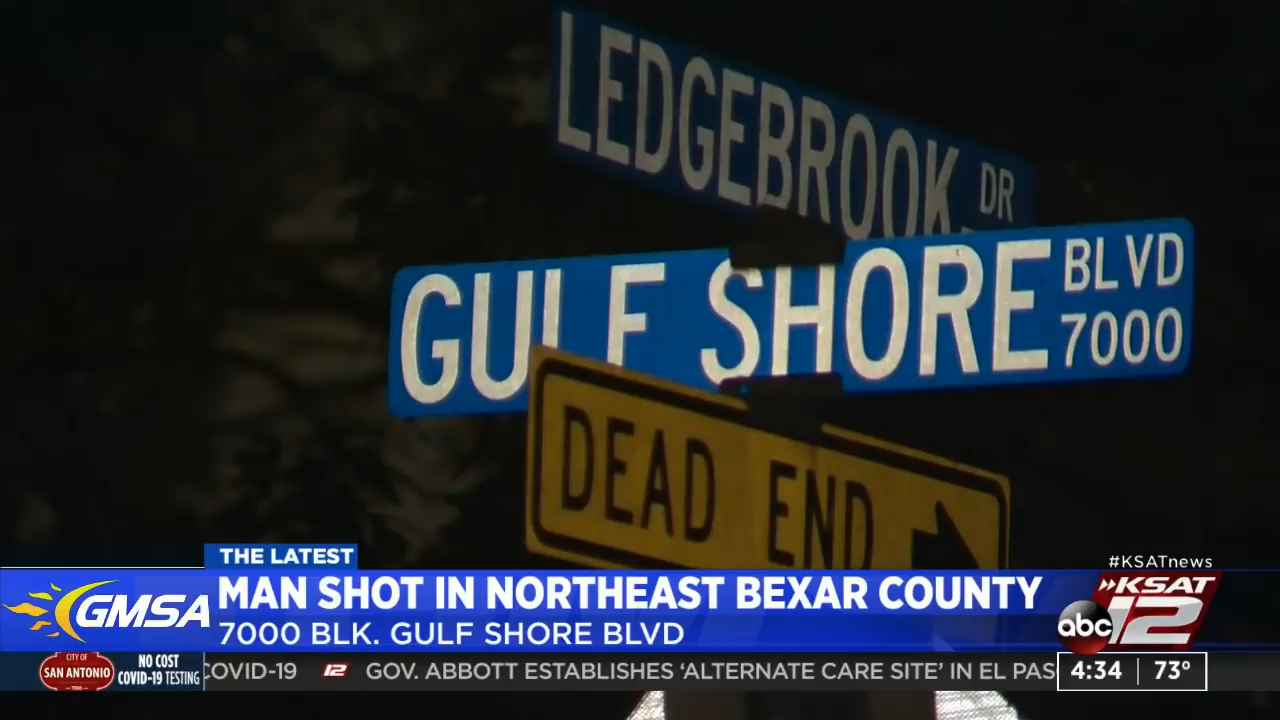 LEDGEBROOK DR
GULF SHORE BLVD
7000
DEAD END
THE LATEST
#KSATnews
GMSA
MAN SHOT IN NORTHEAST BEXAR COUNTY
7000 BLK. GULF SHORE BLVD
abc
KSAT
12
CITY OF
SAN ANTONIO
TEXAS
NO COST
COVID-19 TESTING
COVID-19 12 GOV. ABBOTT ESTABLISHES ‘ALTERNATE CARE SITE’ IN EL PAS
4:34 73°